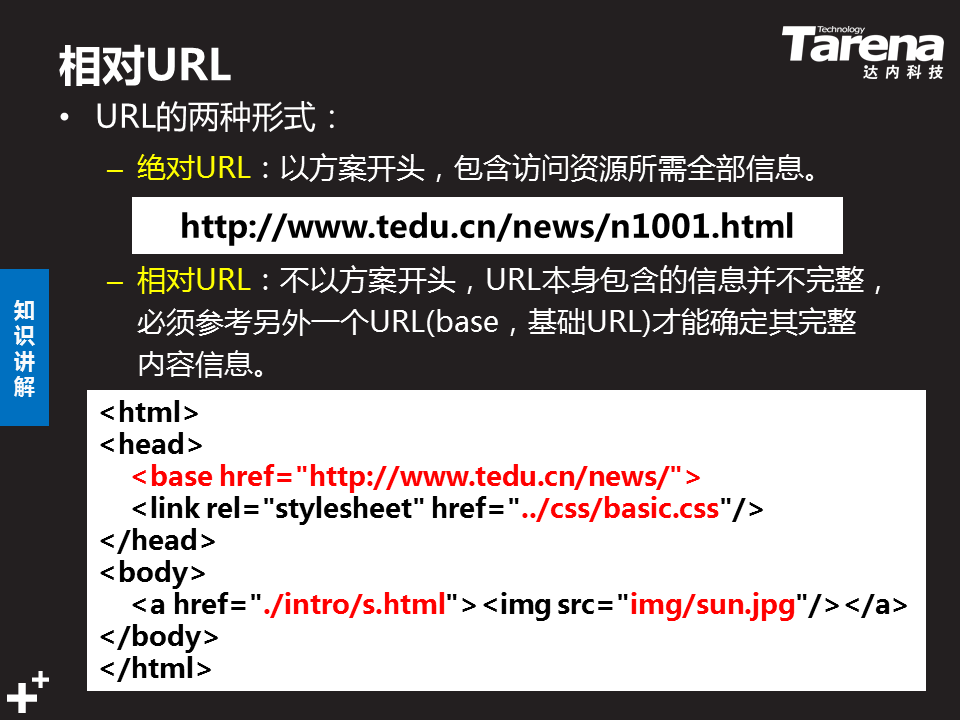 相对URL
Technology
Tarena
达内科技
• URL的两种形式：
– 绝对URL：以方案开头，包含访问资源所需全部信息。
http://www.tedu.cn/news/n1001.html
– 相对URL：不以方案开头，URL本身包含的信息并不完整，
必须参考另外一个URL(base，基础URL)才能确定其完整
内容信息。
知识讲解
<html>
<head>
<base href="http://www.tedu.cn/news/">
<link rel="stylesheet" href="../css/basic.css"/>
</head>
<body>
<a href="./intro/s.html"><img src="img/sun.jpg"/></a>
</body>
</html>